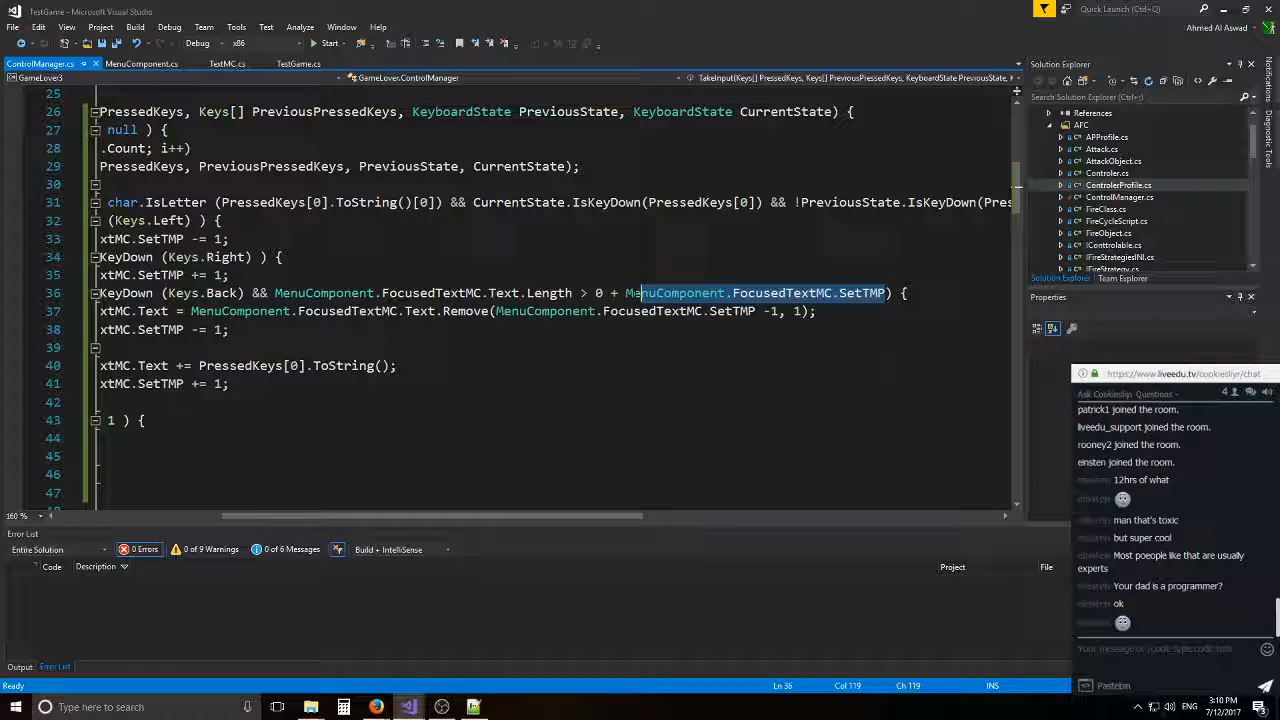 TestGame - Microsoft Visual Studio
Quick Launch (Ctrl+Q)
File Edit View Project Build Debug Team Tools Test Analyze Window Help
Ahmed Al Aswad
Debug x86 Start
ControlManager.cs MenuComponent.cs TextMC.cs TestGame.cs
GameLover3 GameLover.ControlManager
25
26 PressedKeys, Keys[] PreviousPressedKeys, KeyboardState PreviousState, KeyboardState CurrentState) {
27 null ) {
28 .Count; i++)
29 PressedKeys, PreviousPressedKeys, PreviousState, CurrentState);
30
31 char.IsLetter (PressedKeys[0].ToString()[0]) && CurrentState.IsKeyDown(PressedKeys[0]) && !PreviousState.IsKeyDown(Pres
32 (Keys.Left) ) {
33 xtMC.SetTMP -= 1;
34 KeyDown (Keys.Right) ) {
35 xtMC.SetTMP += 1;
36 KeyDown (Keys.Back) && MenuComponent.FocusedTextMC.Text.Length > 0 + MenuComponent.FocusedTextMC.SetTMP) {
37 xtMC.Text = MenuComponent.FocusedTextMC.Text.Remove(MenuComponent.FocusedTextMC.SetTMP -1, 1);
38 xtMC.SetTMP -= 1;
39
40 xtMC.Text += PressedKeys[0].ToString();
41 xtMC.SetTMP += 1;
42
43 1 ) {
44
45
46
47
160 %
Solution Explorer
Search Solution Explorer (Ctrl+;)
References
AFC
APProfile.cs
Attack.cs
AttackObject.cs
Controler.cs
ControlerProfile.cs
ControlManager.cs
FireClass.cs
FireCycleScript.cs
FireObject.cs
IControllable.cs
IFireStrategiesINI.cs
IFireStrategy.cs
Solution Explorer Team Explorer
Properties
Notifications
Diagnostic Tools
https://www.liveedu.tv/cookiesliyr/chat
Ask Cookiesliyr: Questions
4
patrick1 joined the room.
liveedu_support joined the room.
rooney2 joined the room.
einsten joined the room.
12hrs of what
man that's toxic
but super cool
Most poeople like that are usually
experts
Your dad is a programmer?
ok
Pastebin
Error List
Entire Solution 0 Errors 0 of 9 Warnings 0 of 6 Messages Build + IntelliSense
Code Description Project File
Output Error List
Ready Ln 36 Col 119 Ch 119 INS
Type here to search
3:10 PM
7/12/2017